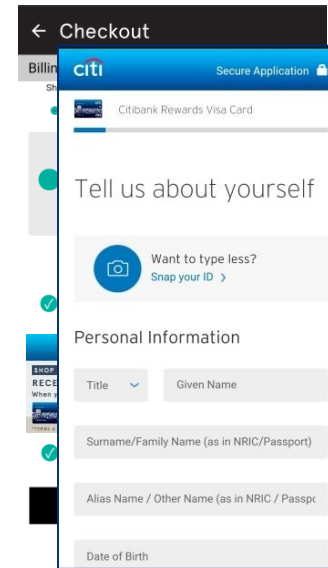 ← Checkout
Billin
Sh
citi
Secure Application
Citibank Rewards Visa Card
Tell us about yourself
Want to type less?
Snap your ID >
Personal Information
Title
Given Name
Surname/Family Name (as in NRIC/Passport)
Alias Name / Other Name (as in NRIC / Passpo
Date of Birth
SHOP
RECE
When y